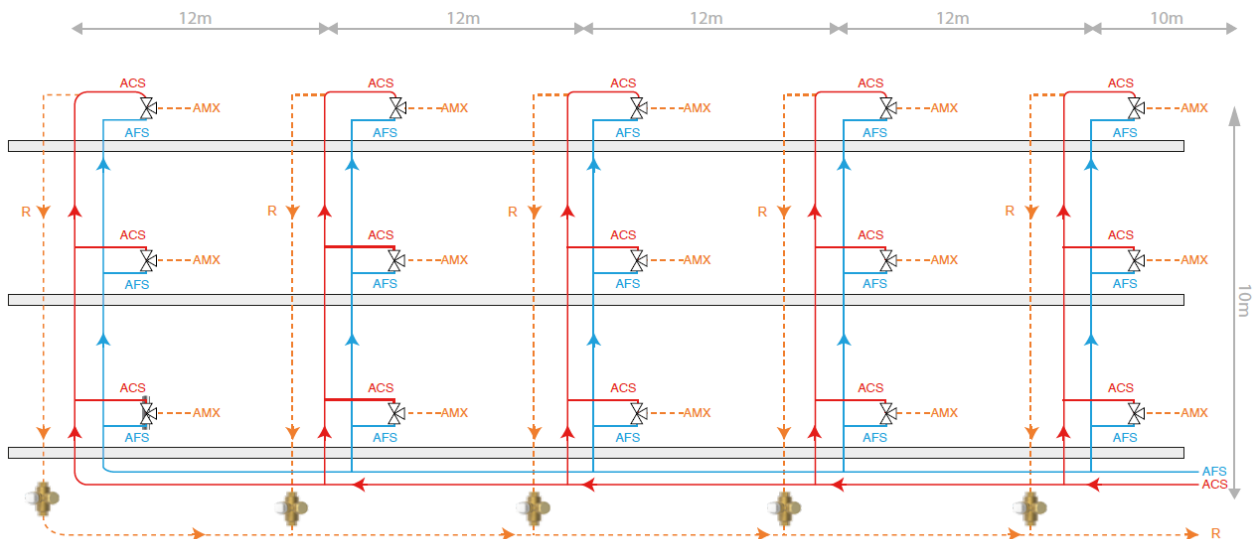 12m 12m 12m 12m 10m
ACS ACS ACS ACS ACS
AMX AMX AMX AMX AMX
AFS AFS AFS AFS AFS
R R R R R
ACS ACS ACS ACS ACS
AMX AMX AMX AMX AMX
AFS AFS AFS AFS AFS
10m
ACS ACS ACS ACS ACS
AMX AMX AMX AMX AMX
AFS AFS AFS AFS AFS
AFS
ACS
R